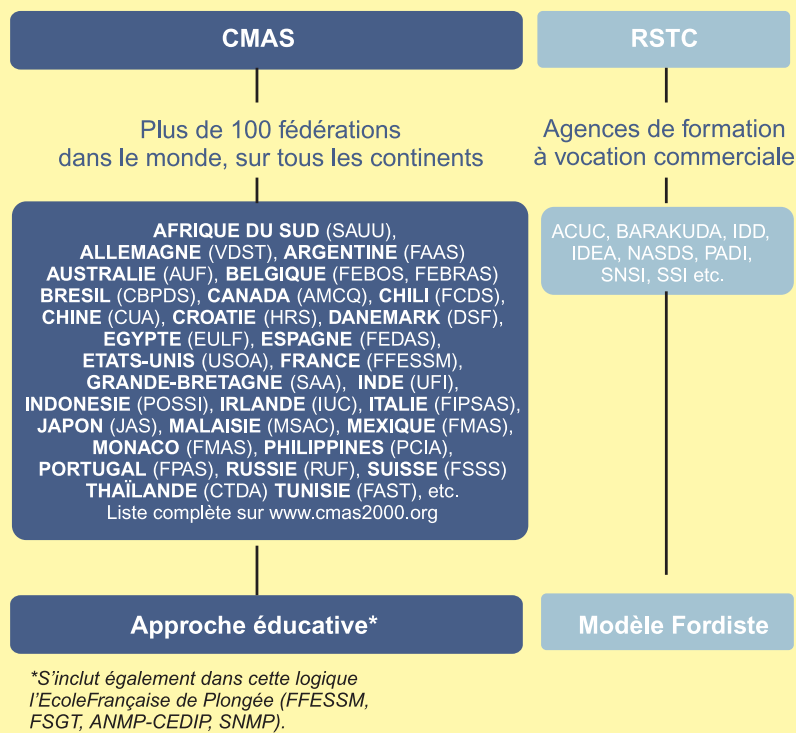 CMAS
Plus de 100 fédérations
dans le monde, sur tous les continents
AFRIQUE DU SUD (SAUU),
ALLEMAGNE (VDST), ARGENTINE (FAAS)
AUSTRALIE (AUF), BELGIQUE (FEBOS, FEBRAS)
BRESIL (CBPDS), CANADA (AMCQ), CHILI (FCDS),
CHINE (CUA), CROATIE (HRS), DANEMARK (DSF),
EGYPTE (EULF), ESPAGNE (FEDAS),
ETATS-UNIS (USOA), FRANCE (FFESSM),
GRANDE-BRETAGNE (SAA), INDE (UFI),
INDONESIE (POSSI), IRLANDE (IUC), ITALIE (FIPSAS),
JAPON (JAS), MALAISIE (MSAC), MEXIQUE (FMAS),
MONACO (FMAS), PHILIPPINES (PCIA),
PORTUGAL (FPAS), RUSSIE (RUF), SUISSE (FSSS)
THAÏLANDE (CTDA) TUNISIE (FAST), etc.
Liste complète sur www.cmas2000.org
Approche éducative*
*S'inclut également dans cette logique
l'EcoleFrançaise de Plongée (FFESSM,
FSGT, ANMP-CEDIP, SNMP).
RSTC
Agences de formation
à vocation commerciale
ACUC, BARAKUDA, IDD,
IDEA, NASDS, PADI,
SNSI, SSI etc.
Modèle Fordiste